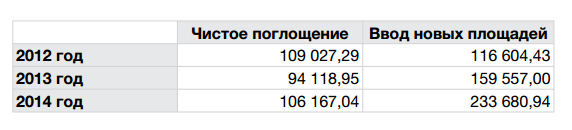 Чистое поглощение Ввод новых площадей
2012 год 109 027,29 116 604,43
2013 год 94 118,95 159 557,00
2014 год 106 167,04 233 680,94